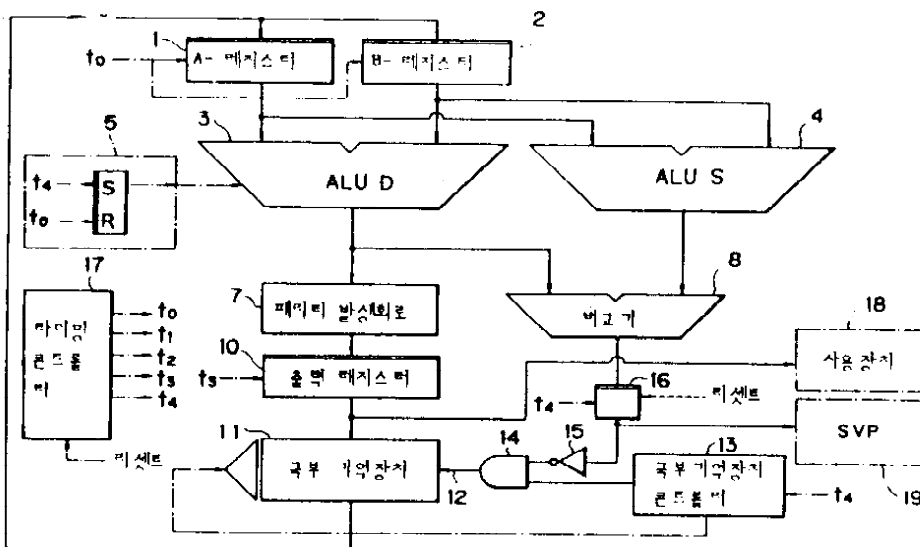 1
2
t₀
A- 레지스터
B- 레지스터
3
4
5
ALU D
ALU S
t₄
S
t₀
R
17
7
8
t₀
타이밍
t₁
콘트롤
t₂
러
t₃
t₄
패리티 발생회로
비교기
18
10
사용장치
t₃
출력 레지스터
16
t₄
리셋트
11
14
15
13
SVP
국부 기억장치
국부기억장치
콘트롤러
12
t₄
리셋트
19